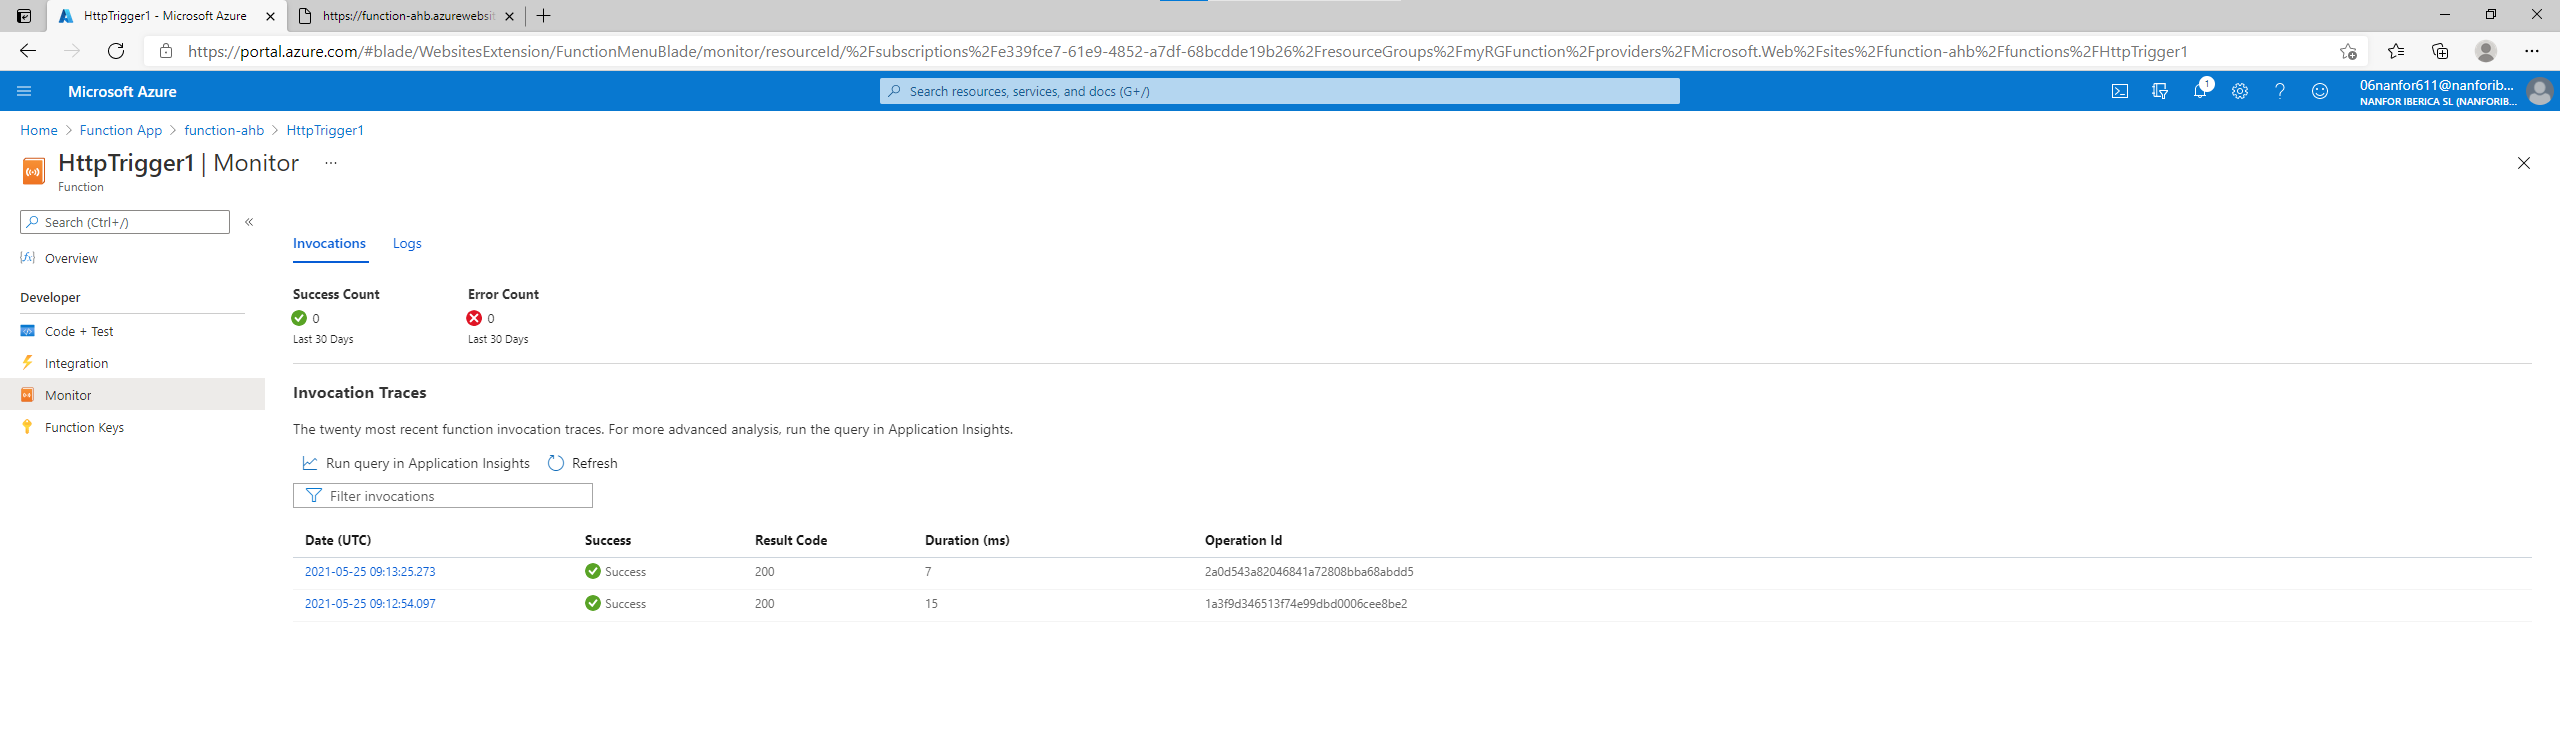 HttpTrigger1 - Microsoft Azure
https://function-ahb.azurewebsit
https://portal.azure.com/#blade/WebsitesExtension/FunctionMenuBlade/monitor/resourceId/%2Fsubscriptions%2Fe339fce7-61e9-4852-a7df-68bcdde19b26%2FresourceGroups%2FmyRGFunction%2Fproviders%2FMicrosoft.Web%2Fsites%2Ffunction-ahb%2Ffunctions%2FHttpTrigger1
Microsoft Azure
Search resources, services, and docs (G+/)
1
06nanfor611@nanforib...
NANFOR IBERICA SL (NANFORIB...
Home > Function App > function-ahb > HttpTrigger1
HttpTrigger1 | Monitor ...
Function
Search (Ctrl+/)
«
Overview
Developer
Code + Test
Integration
Monitor
Function Keys
Invocations Logs
Success Count Error Count
0 0
Last 30 Days Last 30 Days
Invocation Traces
The twenty most recent function invocation traces. For more advanced analysis, run the query in Application Insights.
Run query in Application Insights Refresh
Filter invocations
Date (UTC) Success Result Code Duration (ms) Operation Id
2021-05-25 09:13:25.273 Success 200 7 2a0d543a82046841a72808bba68abdd5
2021-05-25 09:12:54.097 Success 200 15 1a3f9d346513f74e99dbd0006cee8be2